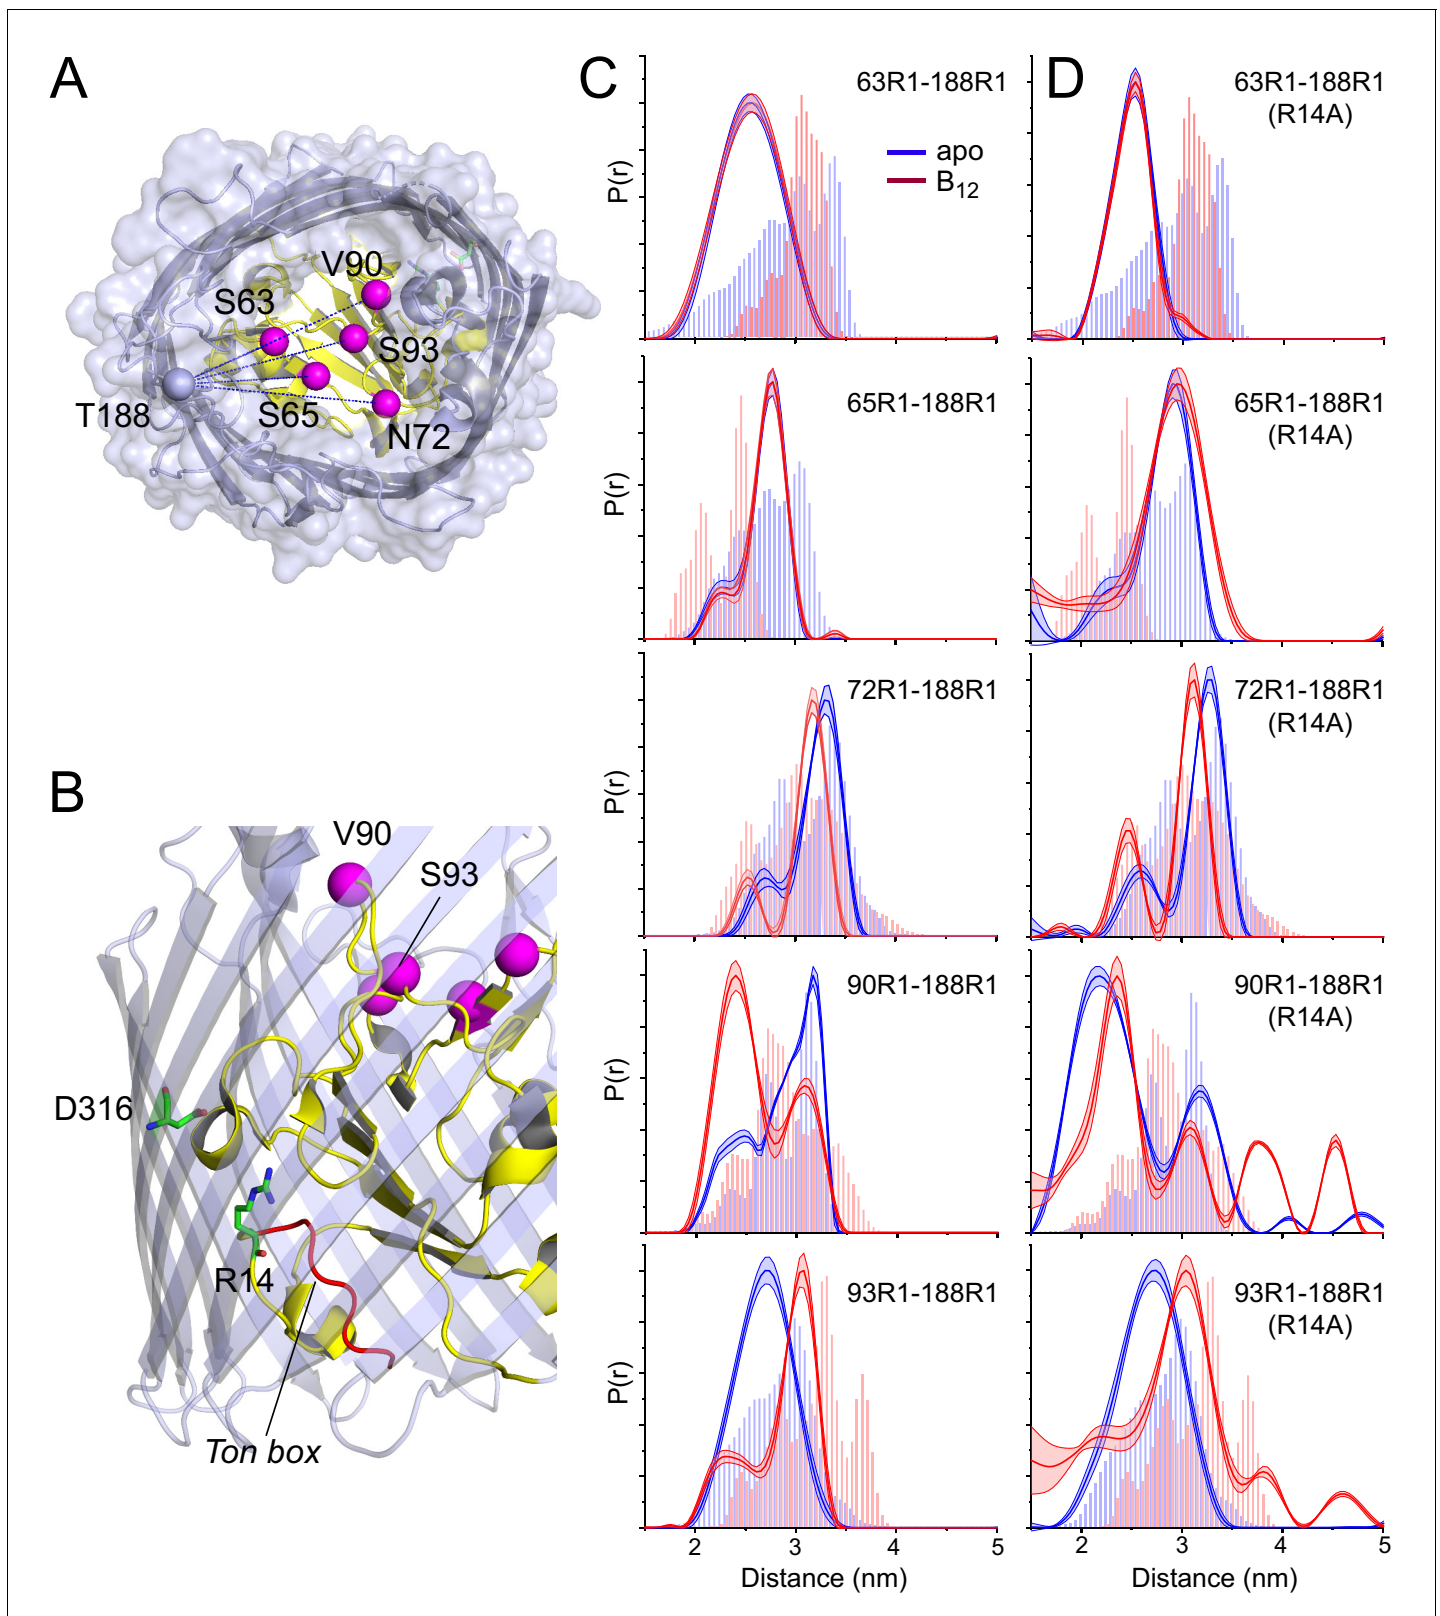 A
V90
S63
S93
T188
S65
N72
B
V90
S93
D316
R14
Ton box
C
63R1-188R1
apo
B12
P(r)
65R1-188R1
P(r)
72R1-188R1
P(r)
90R1-188R1
P(r)
93R1-188R1
P(r)
2 3 4 5
Distance (nm)
D
63R1-188R1
(R14A)
65R1-188R1
(R14A)
72R1-188R1
(R14A)
90R1-188R1
(R14A)
93R1-188R1
(R14A)
2 3 4 5
Distance (nm)